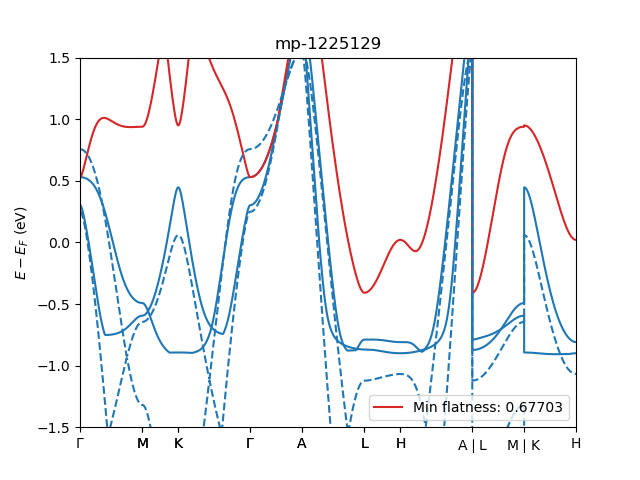 mp-1225129
E − E_F (eV)
1.5
1.0
0.5
0.0
−0.5
−1.0
−1.5
Min flatness: 0.67703
Γ M K Γ A L H A | L M | K H